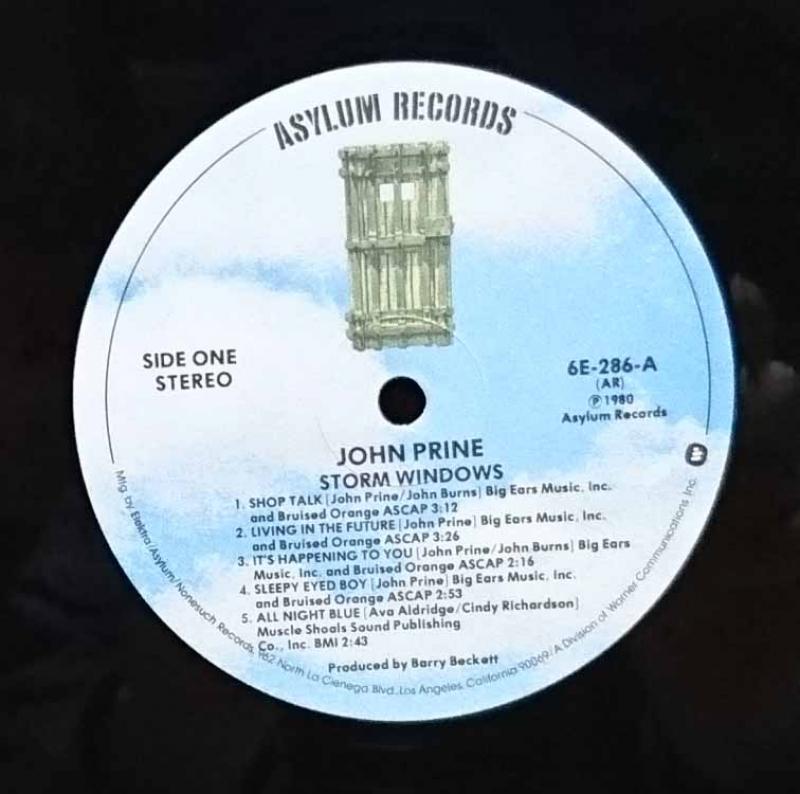 ASYLUM RECORDS
SIDE ONE
STEREO
6E-286-A
(AR)
Ⓟ 1980
Asylum Records
JOHN PRINE
STORM WINDOWS
1. SHOP TALK [John Prine/John Burns] Big Ears Music, Inc.
and Bruised Orange ASCAP 3:12
2. LIVING IN THE FUTURE [John Prine] Big Ears Music, Inc.
and Bruised Orange ASCAP 3:26
3. IT'S HAPPENING TO YOU [John Prine/John Burns] Big Ears
Music, Inc. and Bruised Orange ASCAP 2:16
4. SLEEPY EYED BOY [John Prine] Big Ears Music, Inc.
and Bruised Orange ASCAP 2:53
5. ALL NIGHT BLUE [Ava Aldridge/Cindy Richardson]
Muscle Shoals Sound Publishing
Co., Inc. BMI 2:43
Produced by Barry Beckett
Mfg. by Elektra/Asylum/Nonesuch Records, 962 North La Cienega Blvd., Los Angeles, California 90069/A Division of Warner Communications Inc.